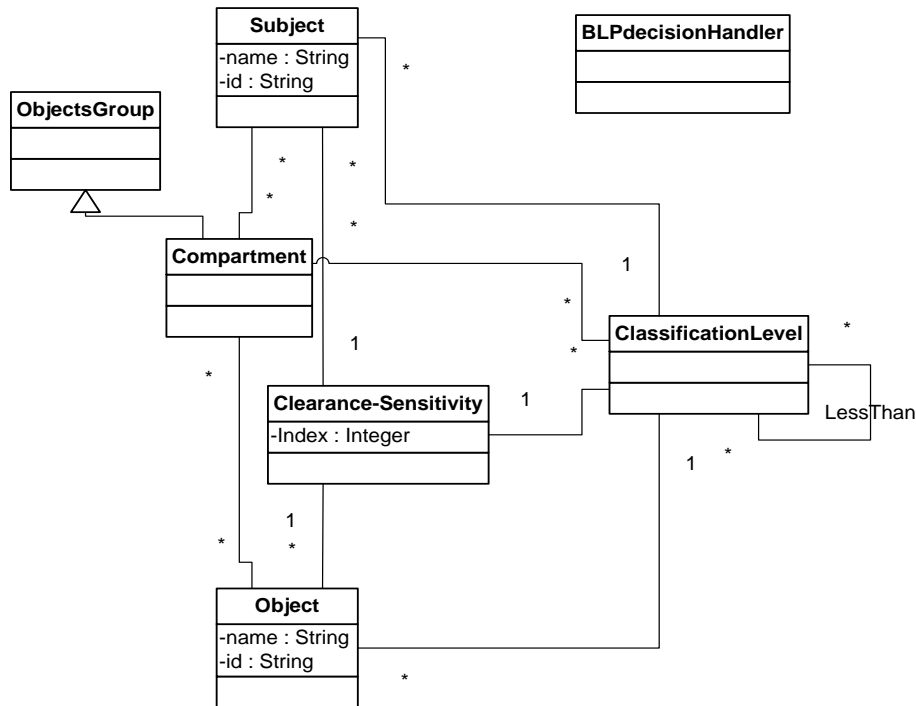 Subject
-name : String
-id : String
BLPdecisionHandler
*
ObjectsGroup
*
*
*
*
Compartment
1
*
ClassificationLevel
*
*
1
*
Clearance-Sensitivity
-Index : Integer
1
LessThan
*
1
1
*
*
Object
-name : String
-id : String
*